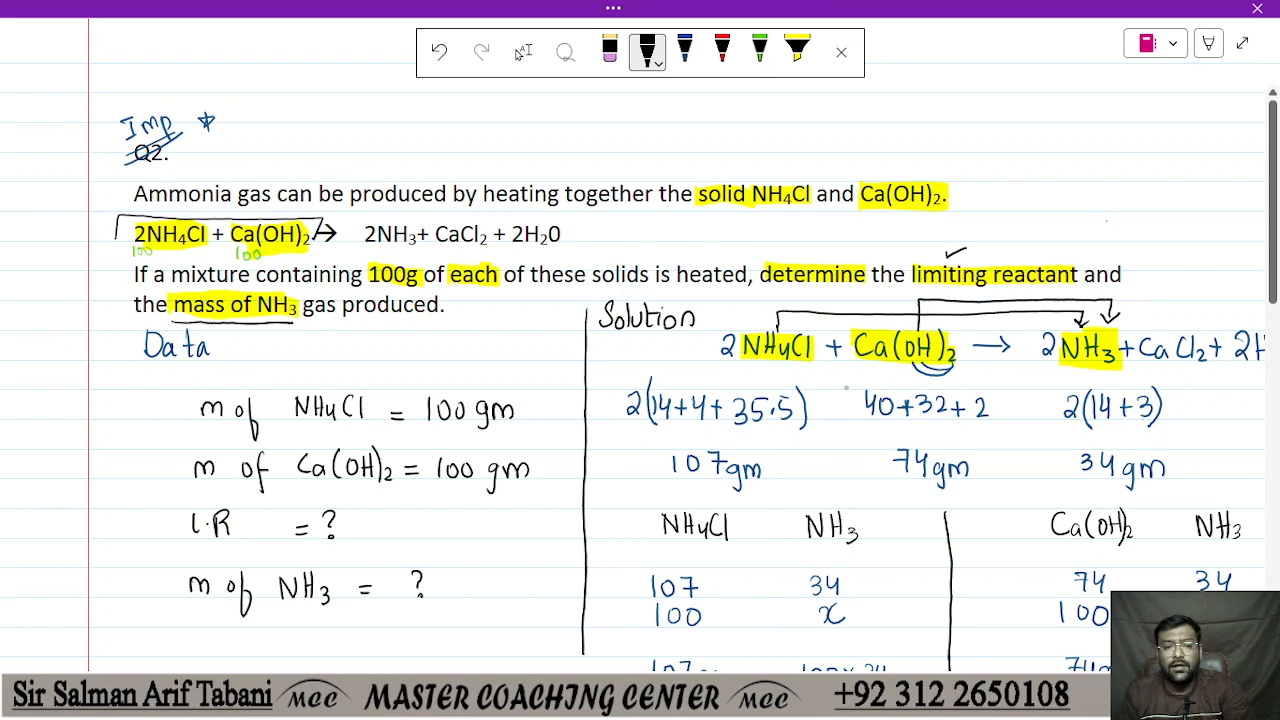 Imp *
Q2.
Ammonia gas can be produced by heating together the solid NH₄Cl and Ca(OH)₂.
2NH₄Cl + Ca(OH)₂ → 2NH₃+ CaCl₂ + 2H₂0
100 100
If a mixture containing 100g of each of these solids is heated, determine the limiting reactant and
the mass of NH₃ gas produced.
Data
m of NH4Cl = 100 gm
m of Ca(OH)₂ = 100 gm
L.R = ?
m of NH₃ = ?
Solution
2NH4Cl + Ca(OH)₂ → 2NH₃+CaCl₂+ 2H
2(14+4+35.5) 40+32+2 2(14+3)
107gm 74gm 34gm
NH4Cl NH₃
107 34
100 x
Ca(OH)₂ NH₃
74 34
100
Sir Salman Arif Tabani MCC MASTER COACHING CENTER MCC +92 312 2650108